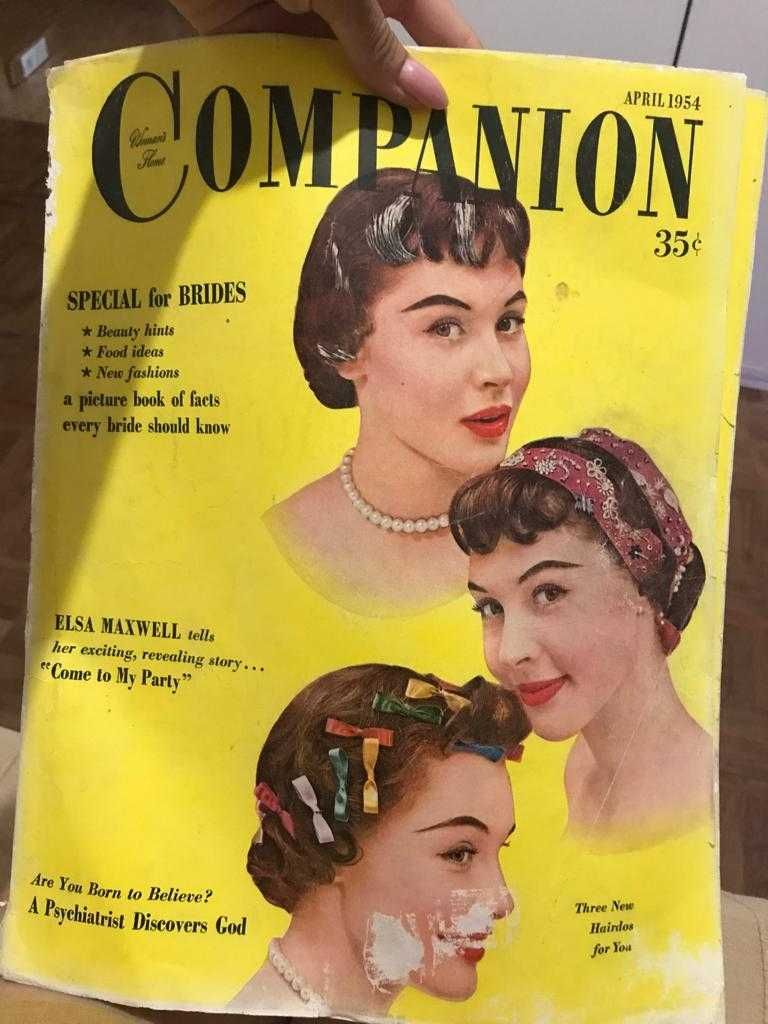 Woman's
Home
COMPANION
APRIL 1954
35¢
SPECIAL for BRIDES
★ Beauty hints
★ Food ideas
★ New fashions
a picture book of facts
every bride should know
ELSA MAXWELL tells
her exciting, revealing story...
"Come to My Party"
Are You Born to Believe?
A Psychiatrist Discovers God
Three New
Hairdos
for You